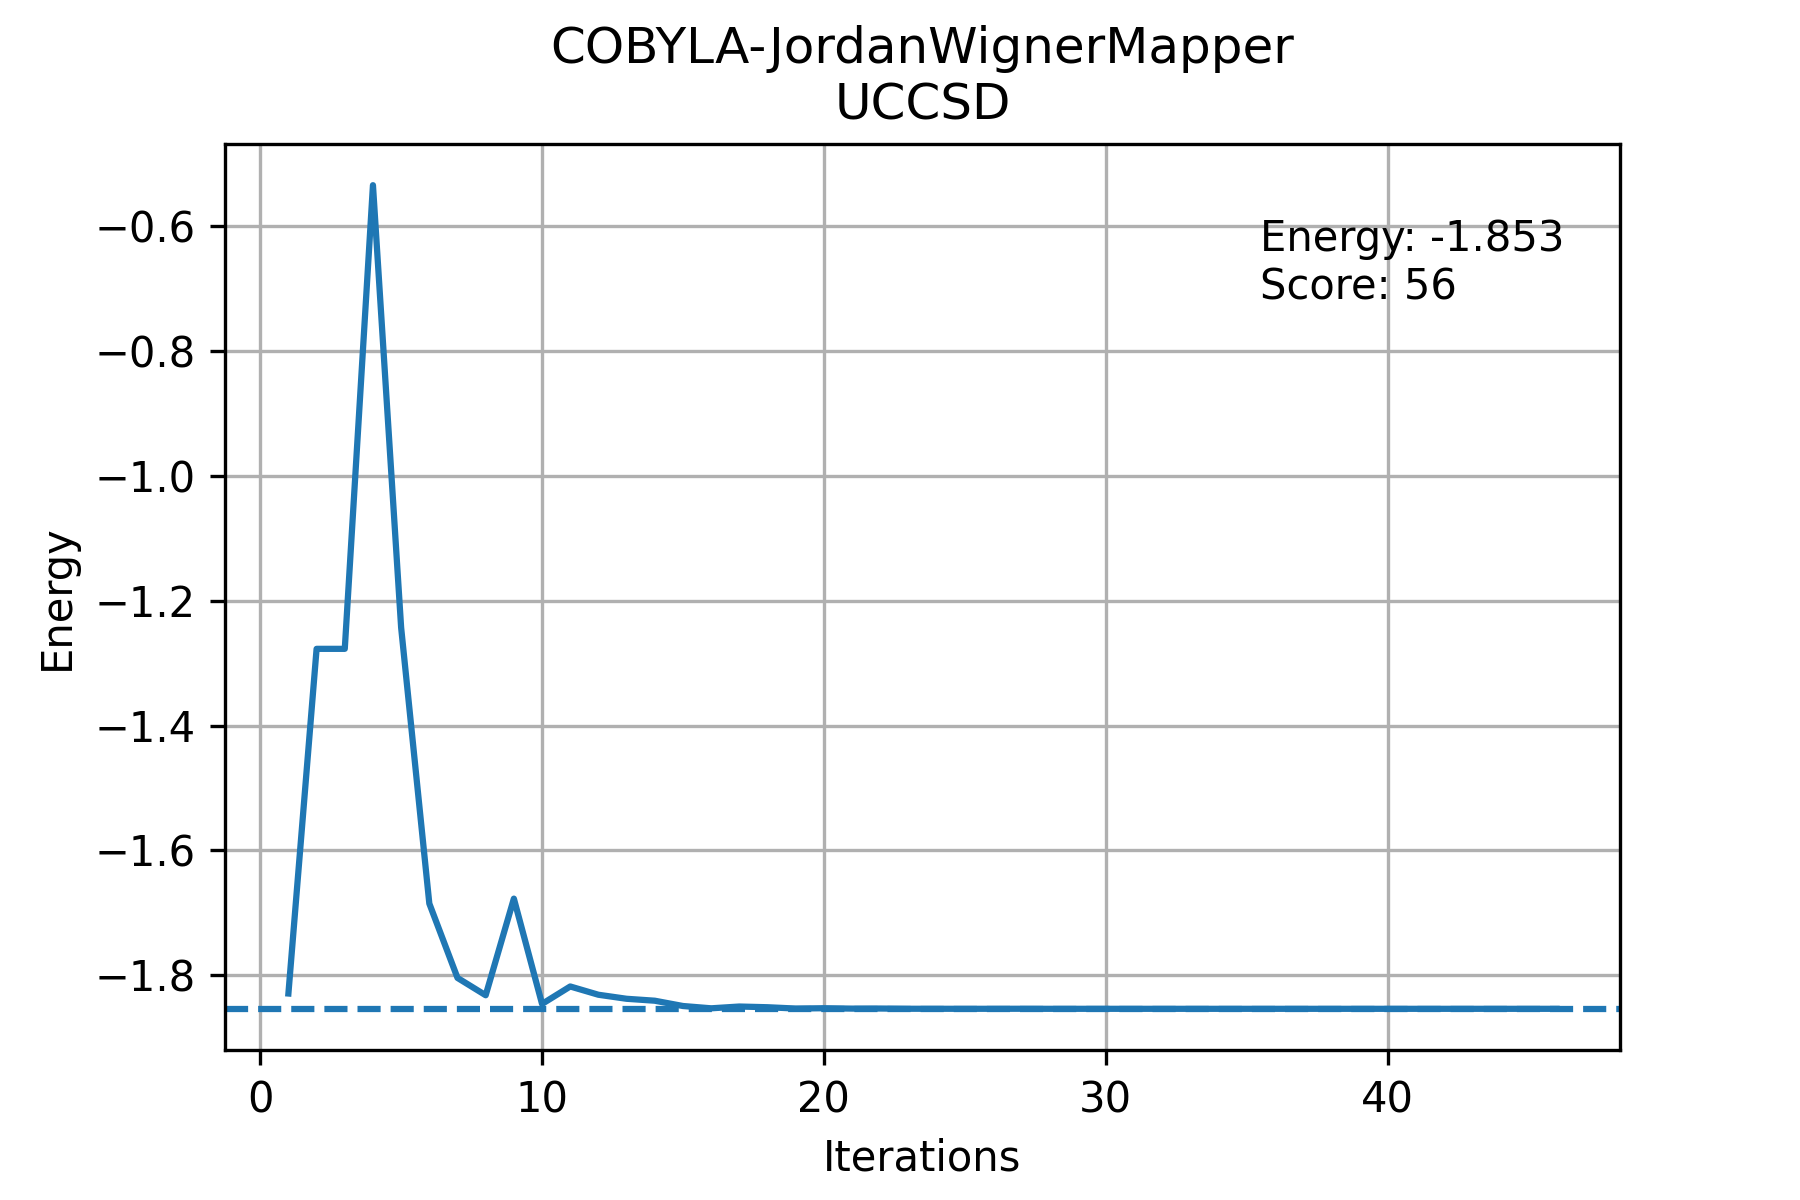 COBYLA-JordanWignerMapper
UCCSD
Energy: -1.853
Score: 56
−0.6
−0.8
−1.0
−1.2
−1.4
−1.6
−1.8
Energy
0 10 20 30 40
Iterations